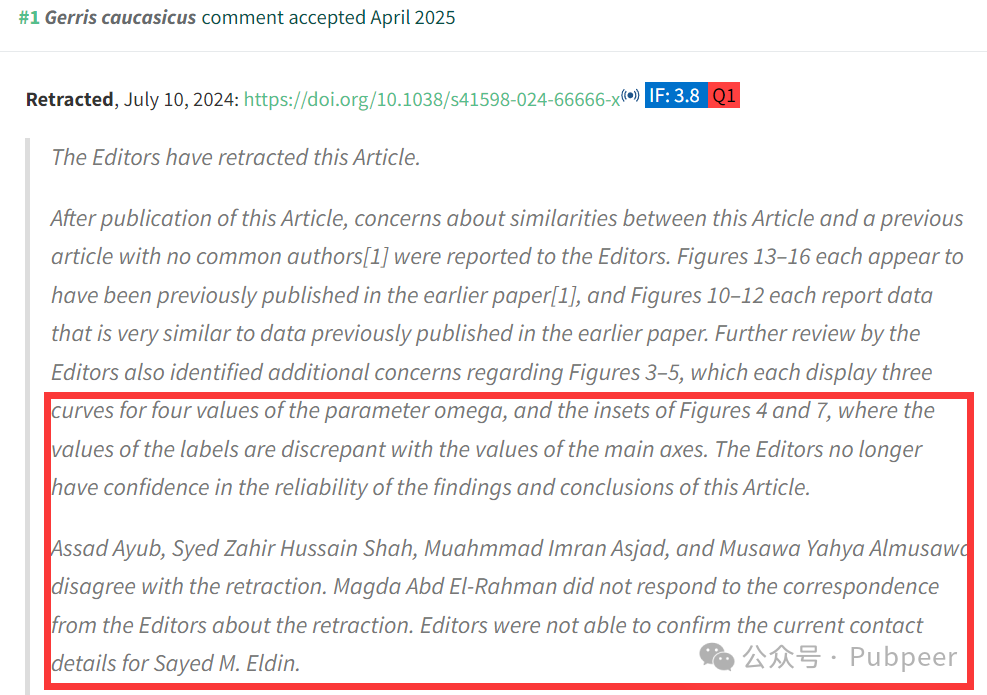 #1 Gerris caucasicus comment accepted April 2025
Retracted, July 10, 2024: https://doi.org/10.1038/s41598-024-66666-x IF: 3.8 Q1
The Editors have retracted this Article.
After publication of this Article, concerns about similarities between this Article and a previous
article with no common authors[1] were reported to the Editors. Figures 13–16 each appear to
have been previously published in the earlier paper[1], and Figures 10–12 each report data
that is very similar to data previously published in the earlier paper. Further review by the
Editors also identified additional concerns regarding Figures 3–5, which each display three
curves for four values of the parameter omega, and the insets of Figures 4 and 7, where the
values of the labels are discrepant with the values of the main axes. The Editors no longer
have confidence in the reliability of the findings and conclusions of this Article.
Assad Ayub, Syed Zahir Hussain Shah, Muahmmad Imran Asjad, and Musawa Yahya Almusawa
disagree with the retraction. Magda Abd El-Rahman did not respond to the correspondence
from the Editors about the retraction. Editors were not able to confirm the current contact
details for Sayed M. Eldin.
公众号 · Pubpeer